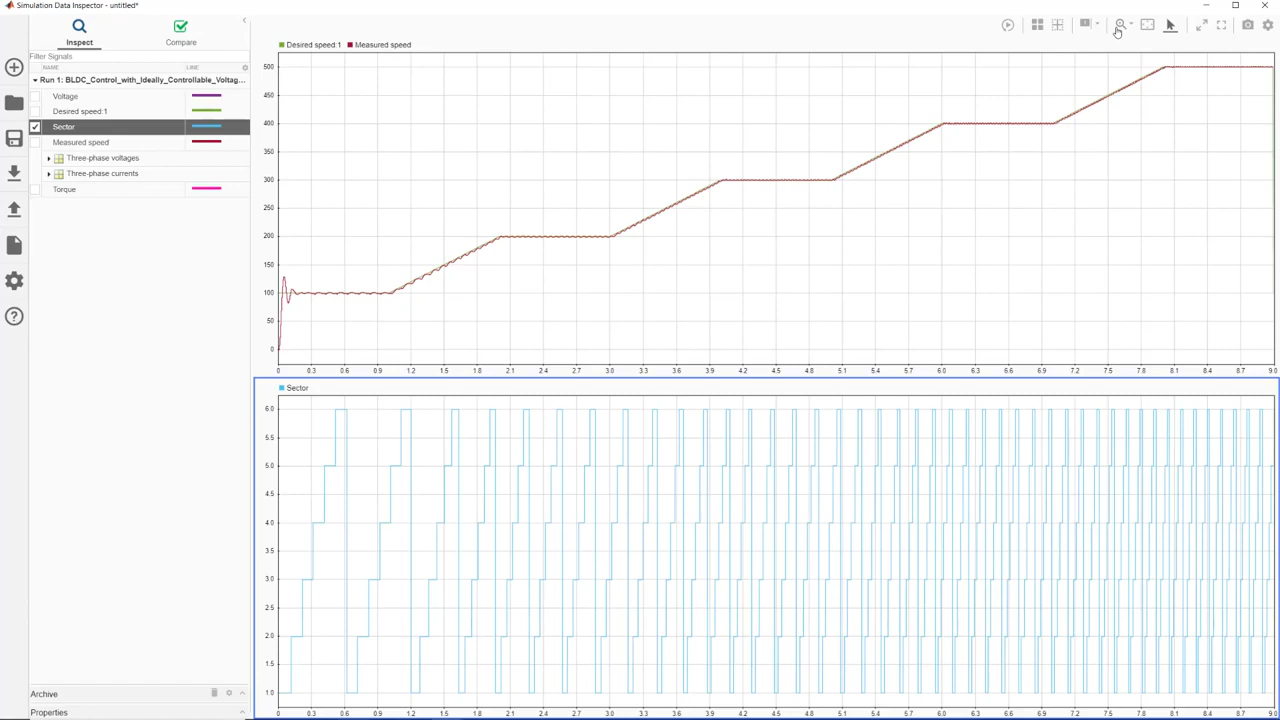 Simulation Data Inspector - untitled*
Inspect
Compare
Filter Signals
NAME LINE
Run 1: BLDC_Control_with_Ideally_Controllable_Voltag...
Voltage
Desired speed:1
Sector
Measured speed
Three-phase voltages
Three-phase currents
Torque
Archive
Properties
Desired speed:1 Measured speed
500
450
400
350
300
250
200
150
100
50
0
0 0.3 0.6 0.9 1.2 1.5 1.8 2.1 2.4 2.7 3.0 3.3 3.6 3.9 4.2 4.5 4.8 5.1 5.4 5.7 6.0 6.3 6.6 6.9 7.2 7.5 7.8 8.1 8.4 8.7 9.0
Sector
6.0
5.5
5.0
4.5
4.0
3.5
3.0
2.5
2.0
1.5
1.0
0 0.3 0.6 0.9 1.2 1.5 1.8 2.1 2.4 2.7 3.0 3.3 3.6 3.9 4.2 4.5 4.8 5.1 5.4 5.7 6.0 6.3 6.6 6.9 7.2 7.5 7.8 8.1 8.4 8.7 9.0